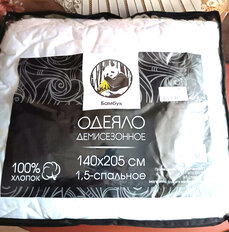 Бамбук
ОДЕЯЛО
ДЕМИСЕЗОННОЕ
140х205 см
1,5-спальное
100%
ХЛОПОК